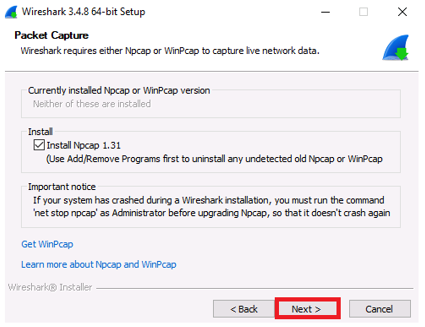 Wireshark 3.4.8 64-bit Setup
Packet Capture
Wireshark requires either Npcap or WinPcap to capture live network data.
Currently installed Npcap or WinPcap version
Neither of these are installed
Install
Install Npcap 1.31
(Use Add/Remove Programs first to uninstall any undetected old Npcap or WinPcap
Important notice
If your system has crashed during a Wireshark installation, you must run the command
'net stop npcap' as Administrator before upgrading Npcap, so that it doesn't crash again
Get WinPcap
Learn more about Npcap and WinPcap
Wireshark® Installer
< Back Next > Cancel